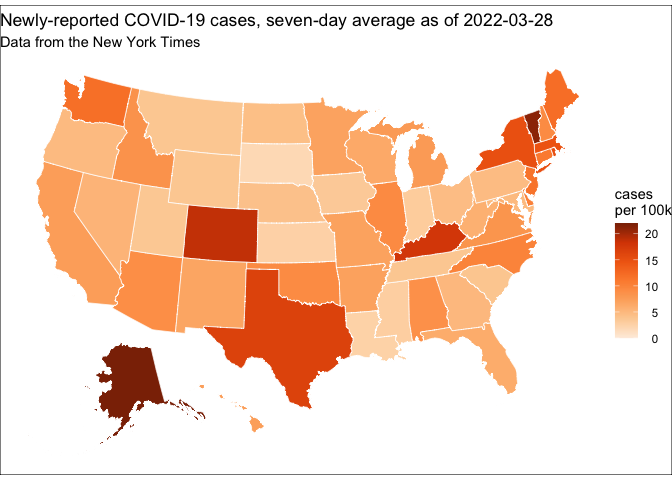 Newly-reported COVID-19 cases, seven-day average as of 2022-03-28
Data from the New York Times
cases
per 100k
20
15
10
5
0